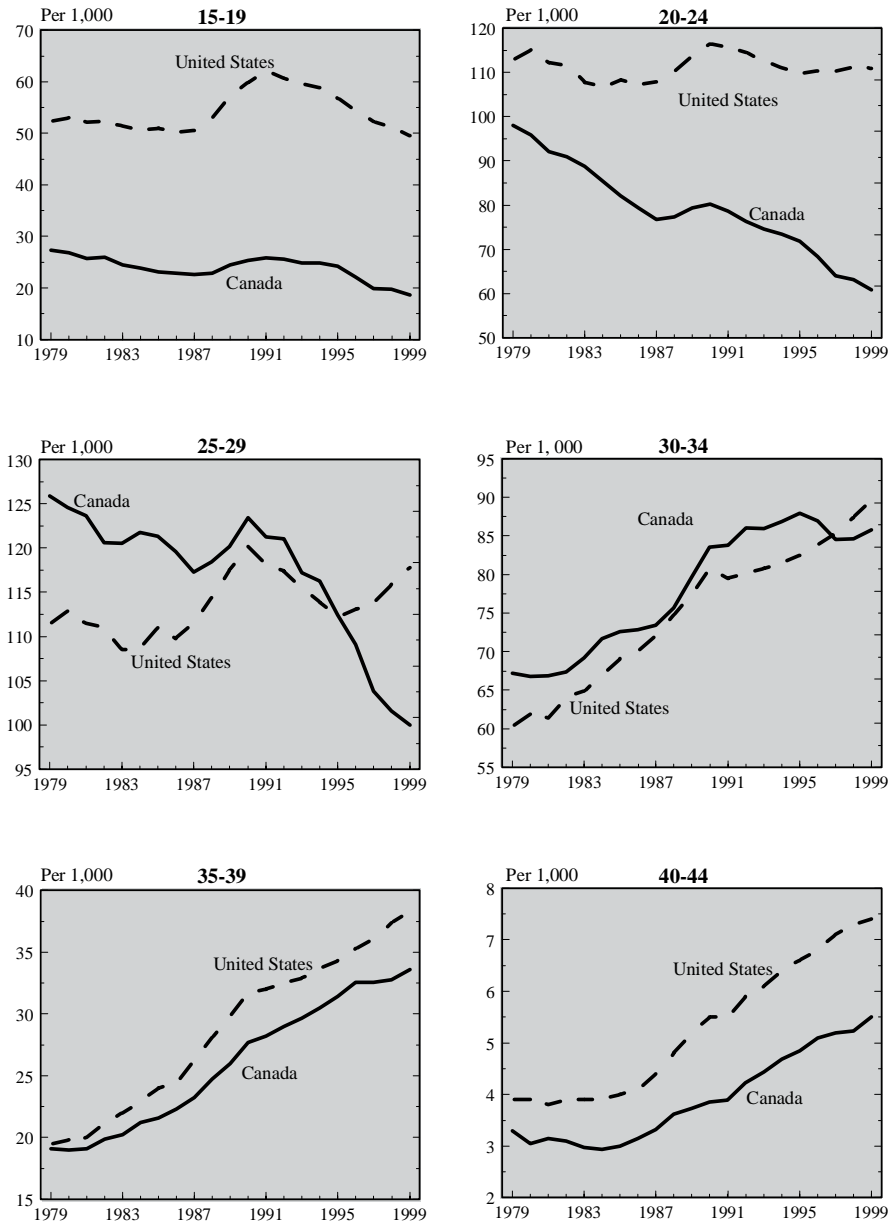 Per 1,000 15-19
70
60
50
40
30
20
10
United States
Canada
1979 1983 1987 1991 1995 1999
Per 1,000 20-24
120
110
100
90
80
70
60
50
United States
Canada
1979 1983 1987 1991 1995 1999
Per 1,000 25-29
130
125
120
115
110
105
100
95
Canada
United States
1979 1983 1987 1991 1995 1999
Per 1, 000 30-34
95
90
85
80
75
70
65
60
55
Canada
United States
1979 1983 1987 1991 1995 1999
Per 1,000 35-39
40
35
30
25
20
15
United States
Canada
1979 1983 1987 1991 1995 1999
Per 1,000 40-44
8
7
6
5
4
3
2
United States
Canada
1979 1983 1987 1991 1995 1999